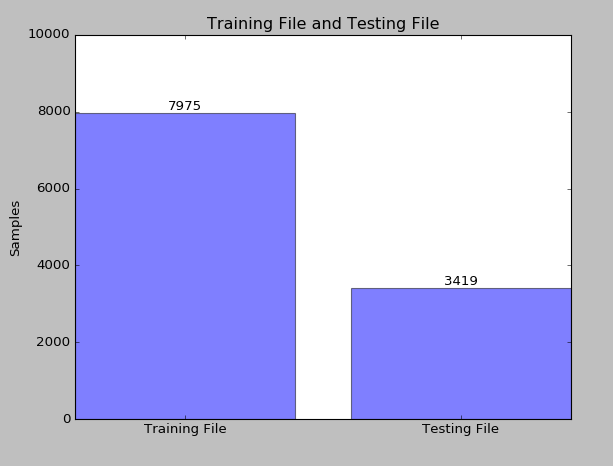 Training File and Testing File
10000
8000
6000
4000
2000
0
Samples
7975
3419
Training File
Testing File